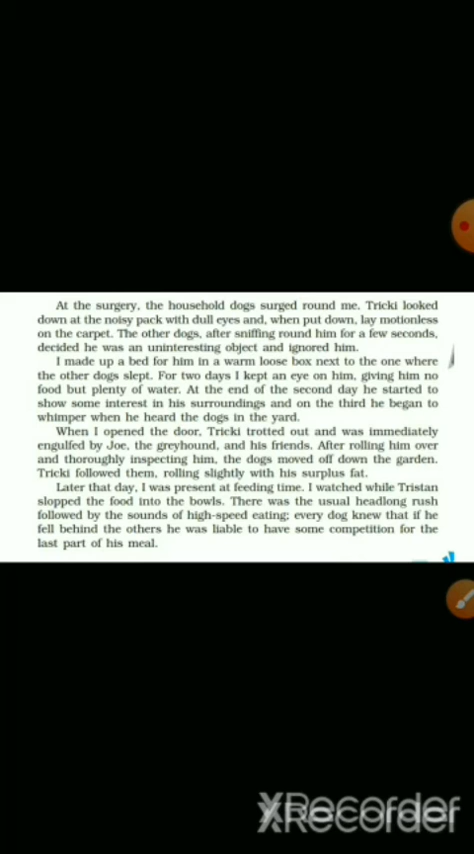 At the surgery, the household dogs surged round me. Tricki looked
down at the noisy pack with dull eyes and, when put down, lay motionless
on the carpet. The other dogs, after sniffing round him for a few seconds,
decided he was an uninteresting object and ignored him.
I made up a bed for him in a warm loose box next to the one where
the other dogs slept. For two days I kept an eye on him, giving him no
food but plenty of water. At the end of the second day he started to
show some interest in his surroundings and on the third he began to
whimper when he heard the dogs in the yard.
When I opened the door, Tricki trotted out and was immediately
engulfed by Joe, the greyhound, and his friends. After rolling him over
and thoroughly inspecting him, the dogs moved off down the garden.
Tricki followed them, rolling slightly with his surplus fat.
Later that day, I was present at feeding time. I watched while Tristan
slopped the food into the bowls. There was the usual headlong rush
followed by the sounds of high-speed eating; every dog knew that if he
fell behind the others he was liable to have some competition for the
last part of his meal.
XRecorder